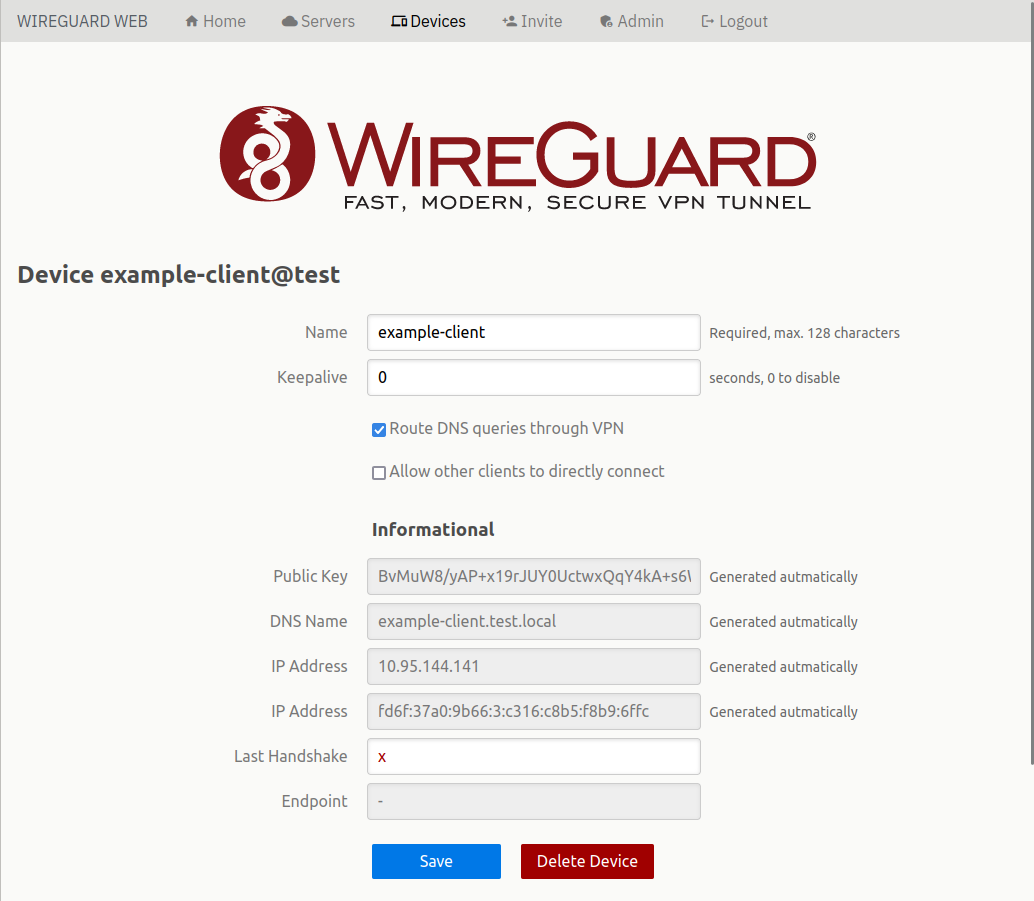 WIREGUARD WEB Home Servers Devices Invite Admin Logout
WIREGUARD®
FAST, MODERN, SECURE VPN TUNNEL
Device example-client@test
Name example-client Required, max. 128 characters
Keepalive 0 seconds, 0 to disable
Route DNS queries through VPN
Allow other clients to directly connect
Informational
Public Key BvMuW8/yAP+x19rJUY0UctwxQqY4kA+s6 Generated autmatically
DNS Name example-client.test.local Generated autmatically
IP Address 10.95.144.141 Generated autmatically
IP Address fd6f:37a0:9b66:3:c316:c8b5:f8b9:6ffc Generated autmatically
Last Handshake x
Endpoint -
Save Delete Device